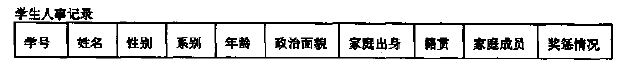 学生人事记录
学号 姓名 性别 系别 年龄 政治面貌 家庭出身 籍贯 家庭成员 奖惩情况